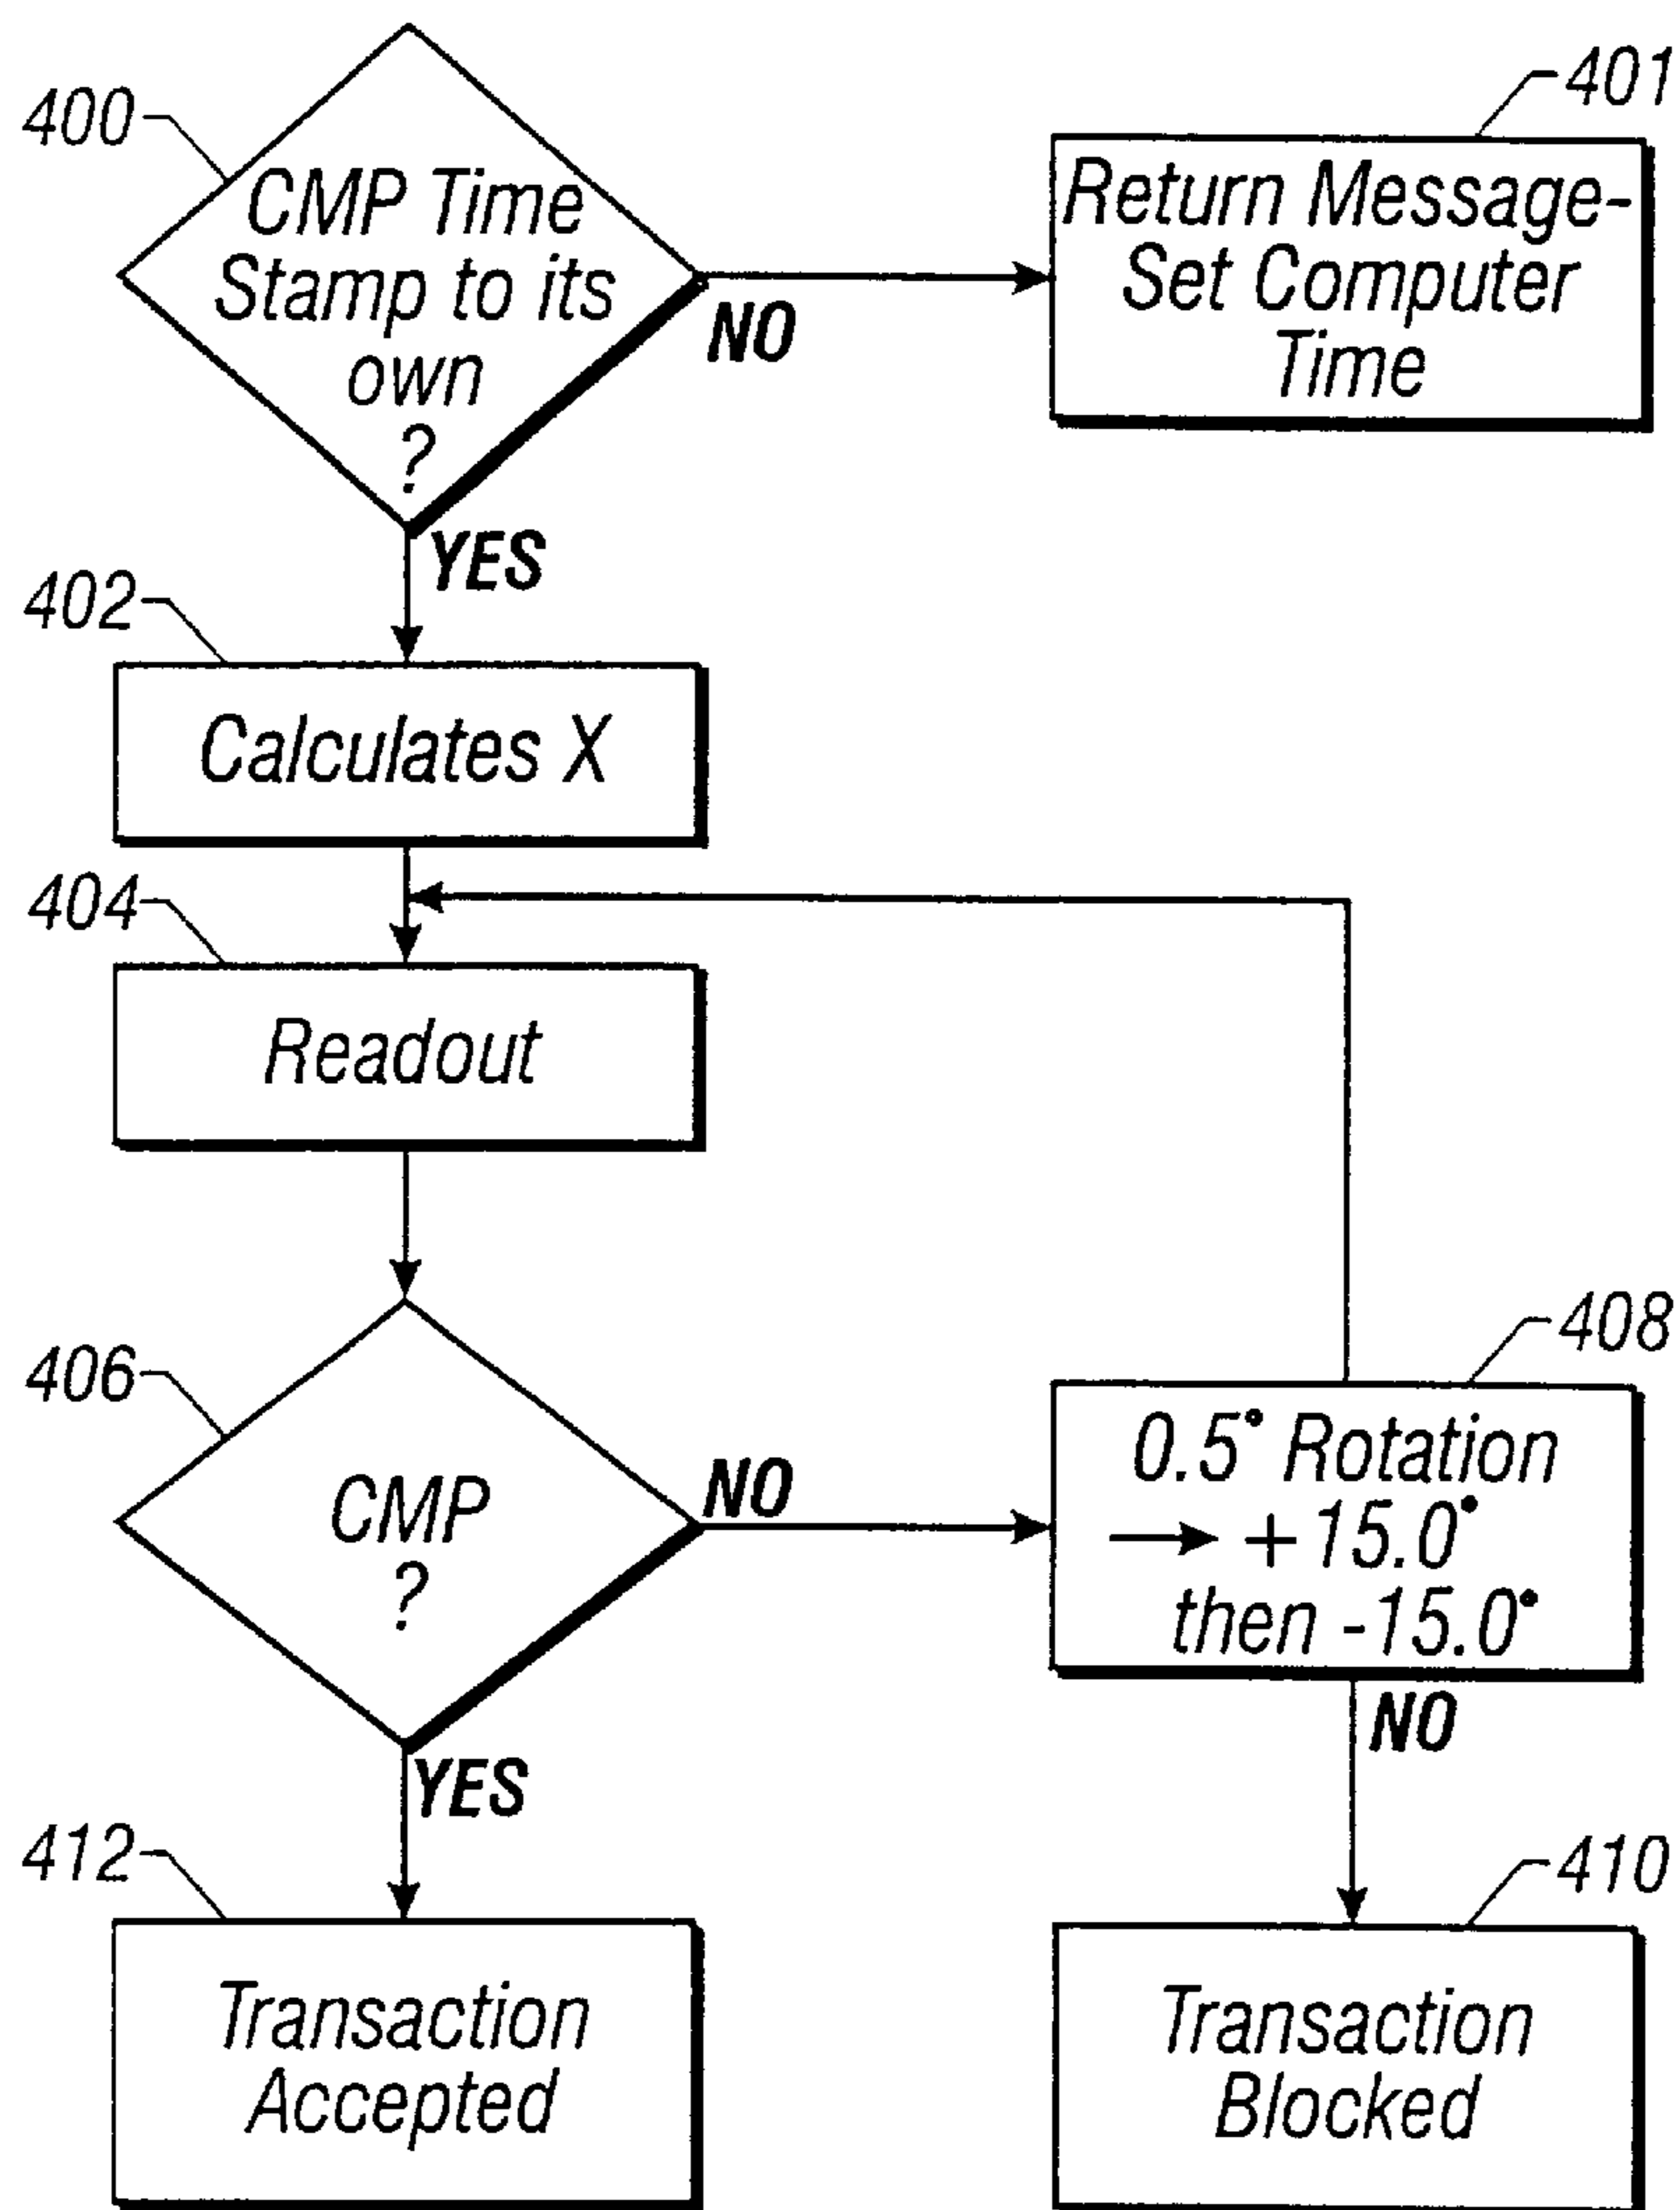 400
CMP Time
Stamp to its
own
?
NO
401
Return Message-
Set Computer
Time
YES
402
Calculates X
404
Readout
406
CMP
?
NO
408
0.5° Rotation
→ +15.0°
then -15.0°
YES
NO
412
Transaction
Accepted
410
Transaction
Blocked